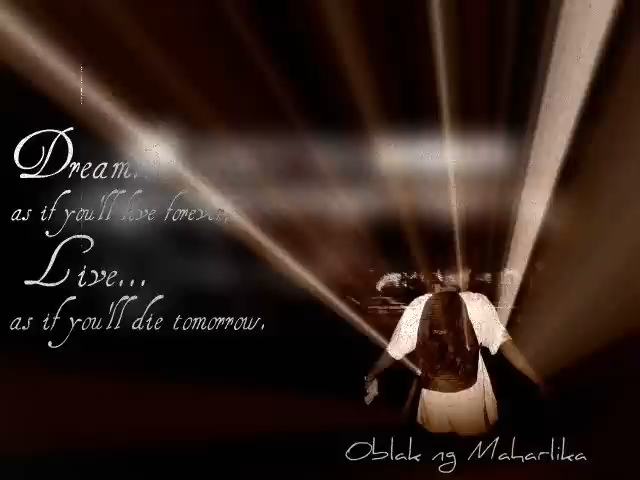 Dream...
as if you'll live forever.
Live...
as if you'll die tomorrow.
Oblak ng Maharlika